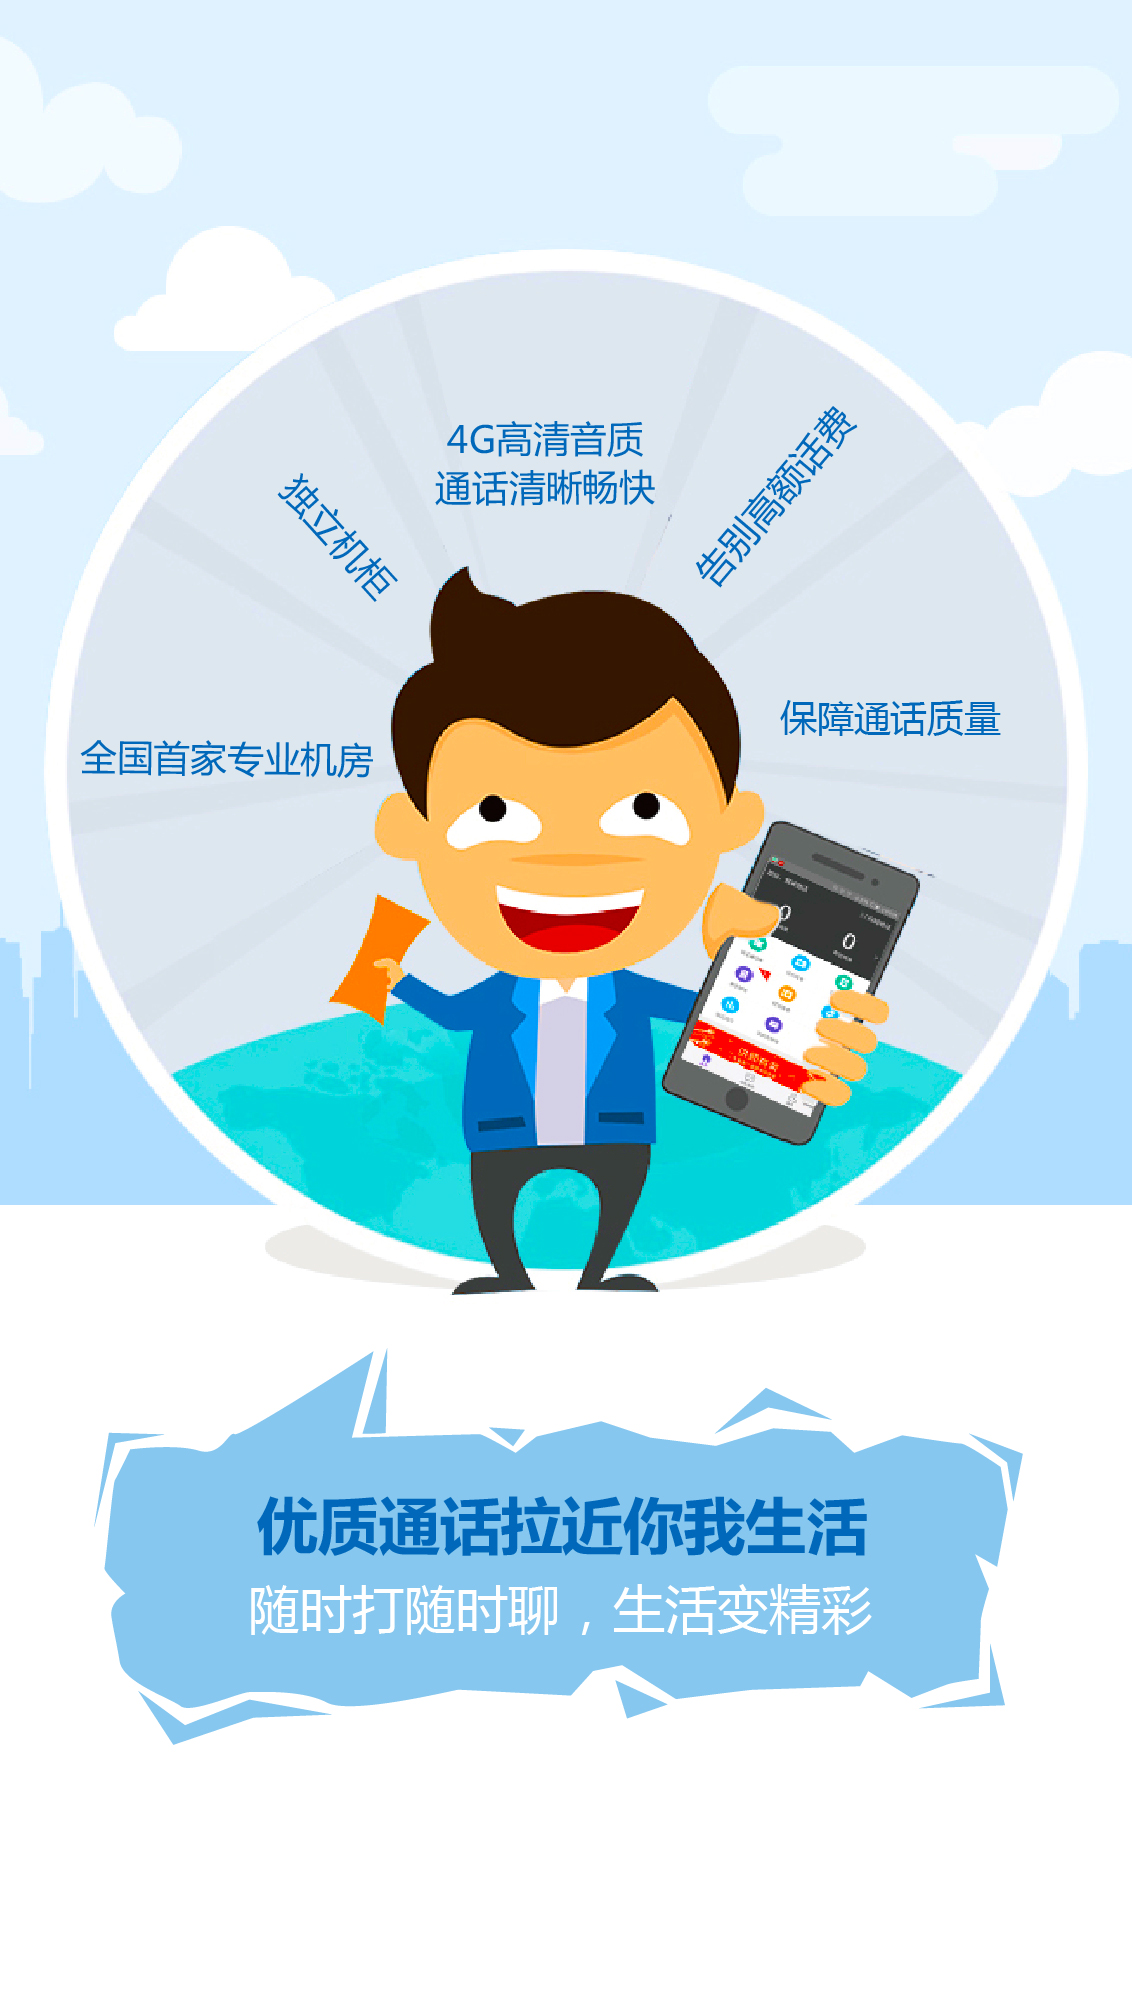 4G高清音质
通话清晰畅快
独立机柜
告别高额话费
全国首家专业机房
保障通话质量
0
优质通话拉近你我生活
随时打随时聊，生活变精彩